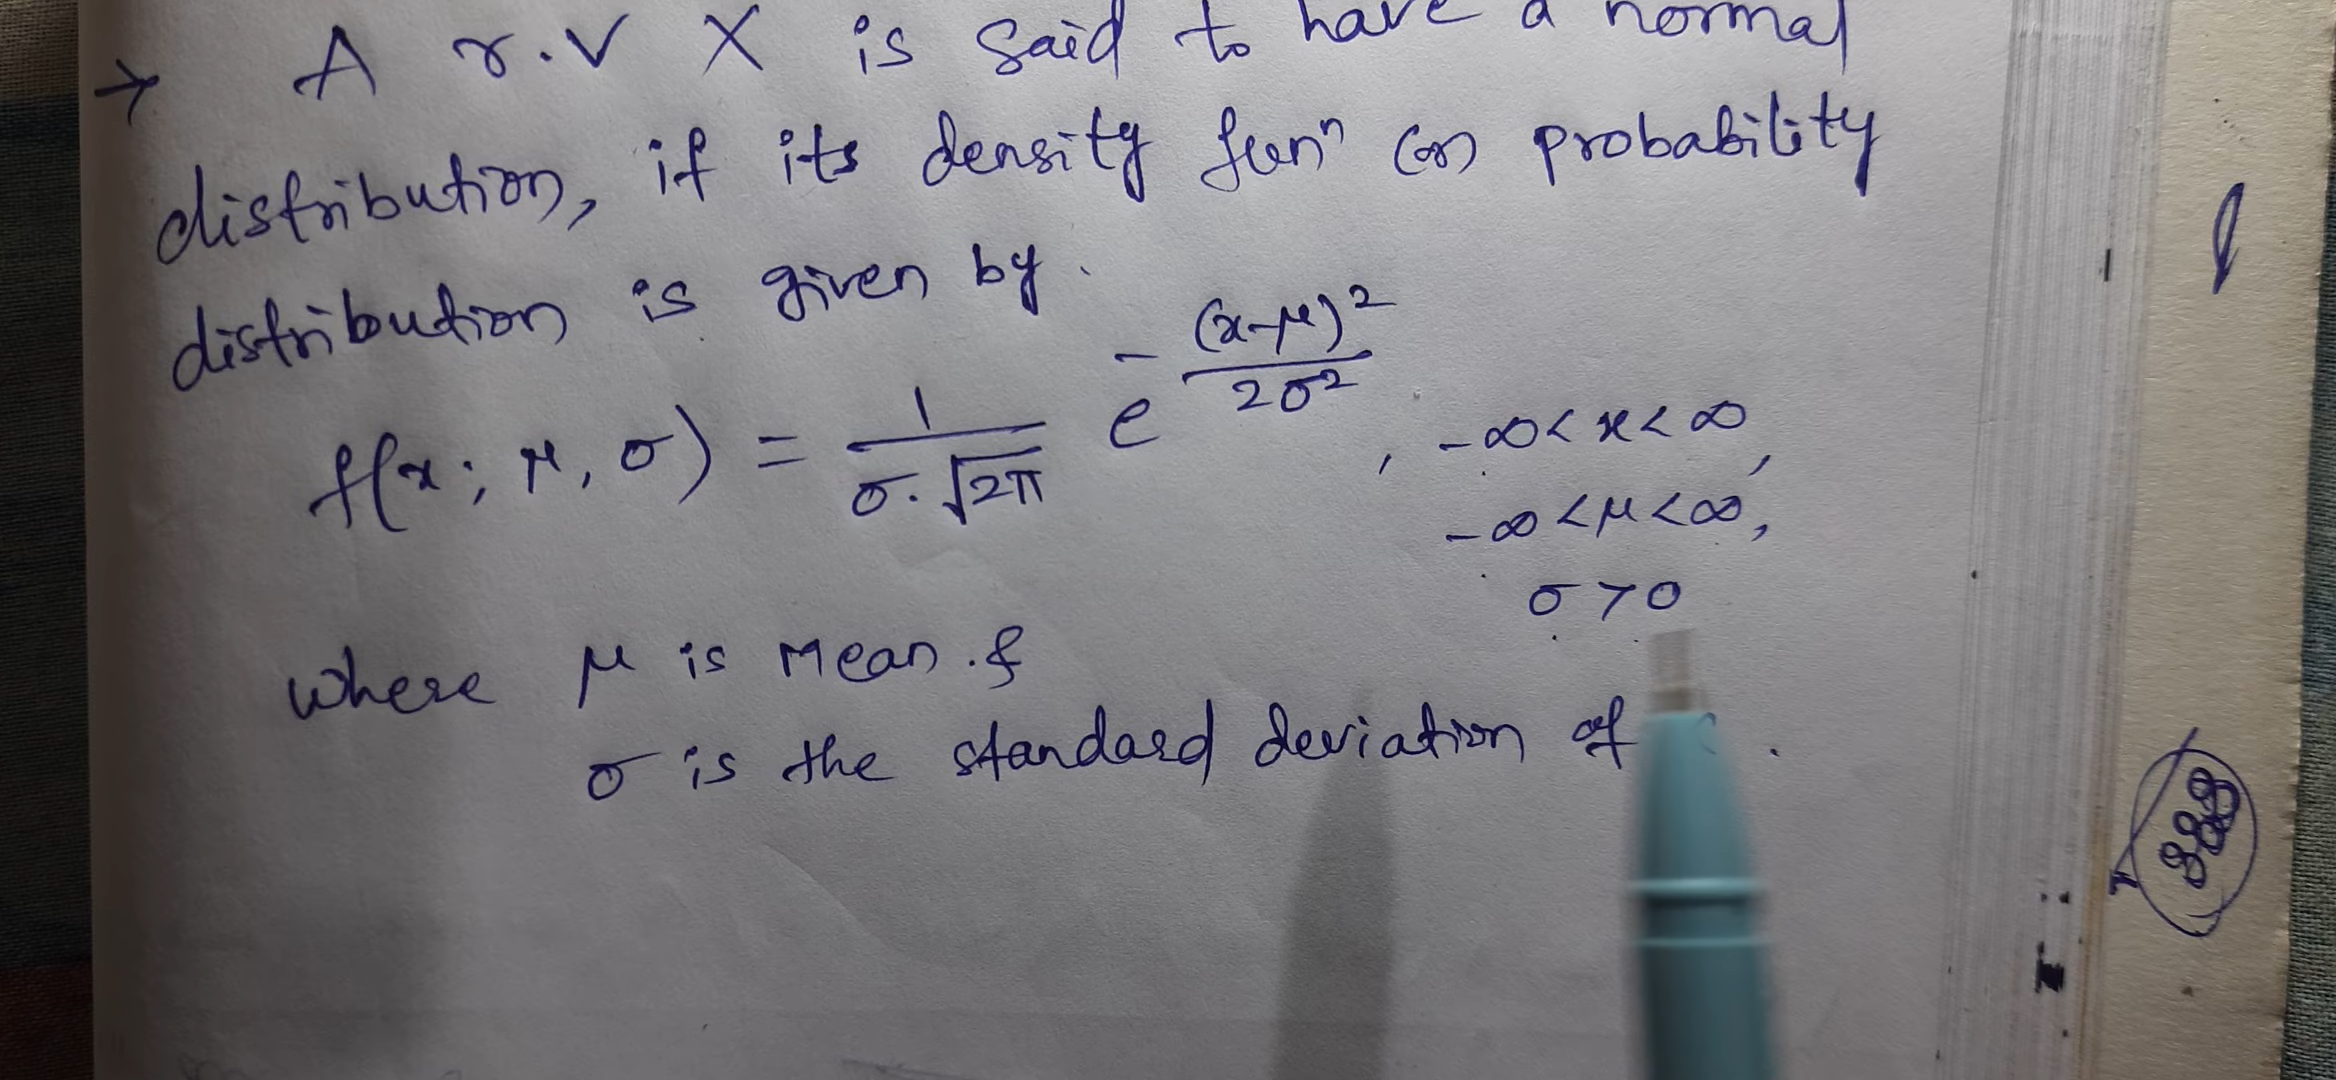 → A r.v X is said to have a normal
distribution, if its density funⁿ (or) probability
distribution is given by.
f(x; μ, σ) = 1/(σ.√2π) e^(-(x-μ)²/2σ²) , -∞<x<∞,
-∞<μ<∞,
σ>0
where μ is Mean . &
σ is the standard deviation of